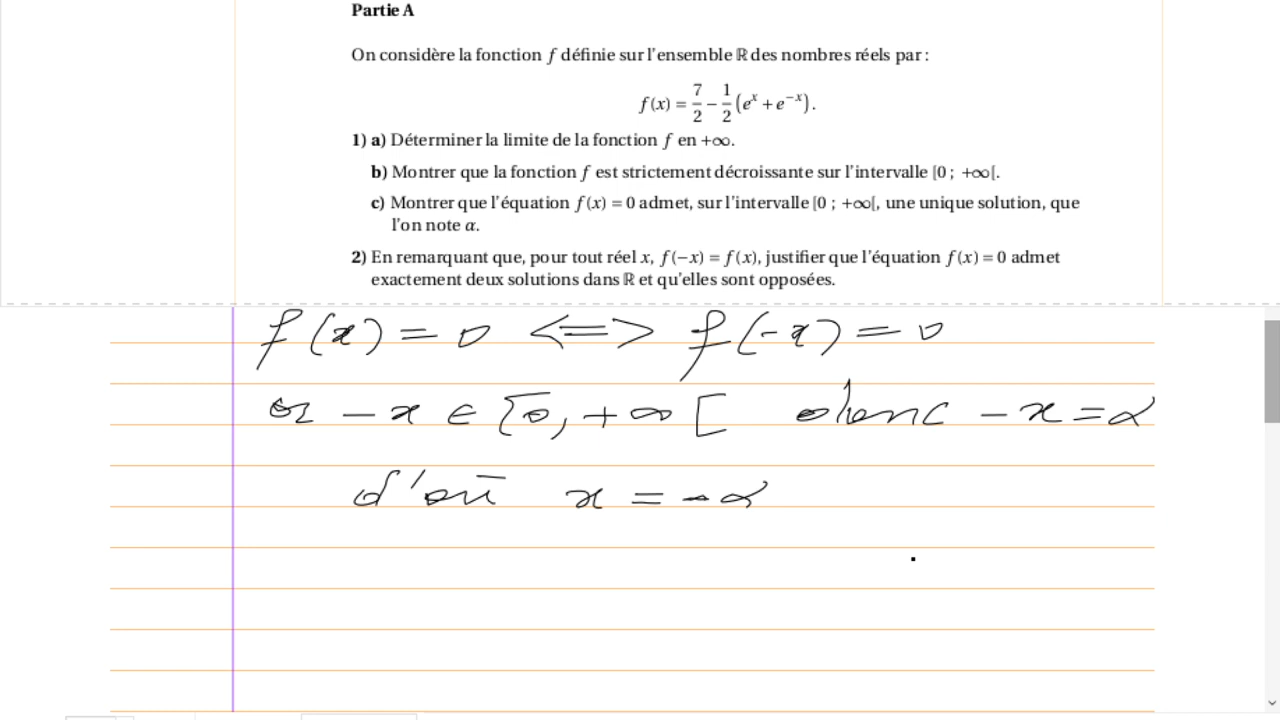 Partie A
On considère la fonction f définie sur l'ensemble ℝ des nombres réels par :
f(x) = 7/2 − 1/2 (e^x + e^−x).
1) a) Déterminer la limite de la fonction f en +∞.
b) Montrer que la fonction f est strictement décroissante sur l'intervalle [0 ; +∞[.
c) Montrer que l'équation f(x) = 0 admet, sur l'intervalle [0 ; +∞[, une unique solution, que
l'on note α.
2) En remarquant que, pour tout réel x, f(−x) = f(x), justifier que l'équation f(x) = 0 admet
exactement deux solutions dans ℝ et qu'elles sont opposées.
f(x) = 0 <=> f(-x) = 0
or -x ∈ [0, +∞[ donc -x = α
d'où x = -α